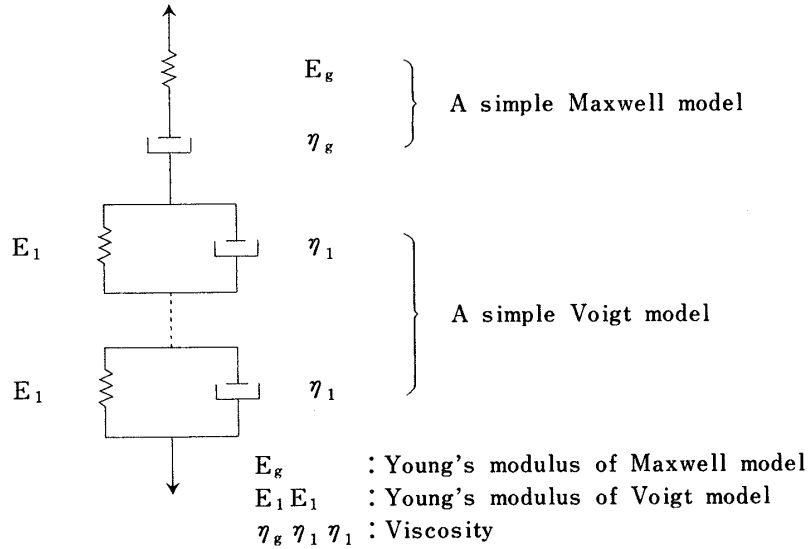 E_g
A simple Maxwell model
η_g
E_1
η_1
A simple Voigt model
E_1
η_1
E_g : Young's modulus of Maxwell model
E_1 E_1 : Young's modulus of Voigt model
η_g η_1 η_1 : Viscosity